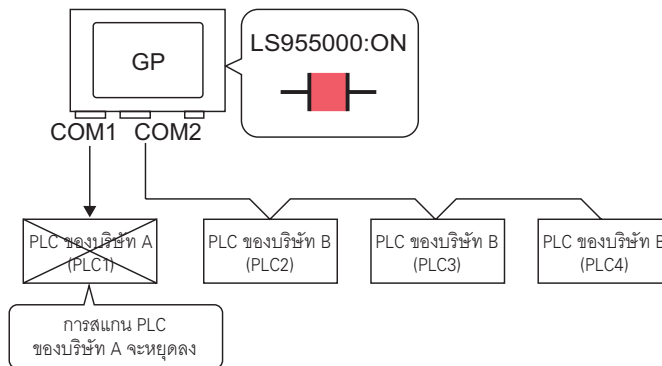 GP
LS955000:ON
COM1
COM2
PLC ของบริษัท A
(PLC1)
PLC ของบริษัท B
(PLC2)
PLC ของบริษัท B
(PLC3)
PLC ของบริษัท B
(PLC4)
การสแกน PLC
ของบริษัท A จะหยุดลง